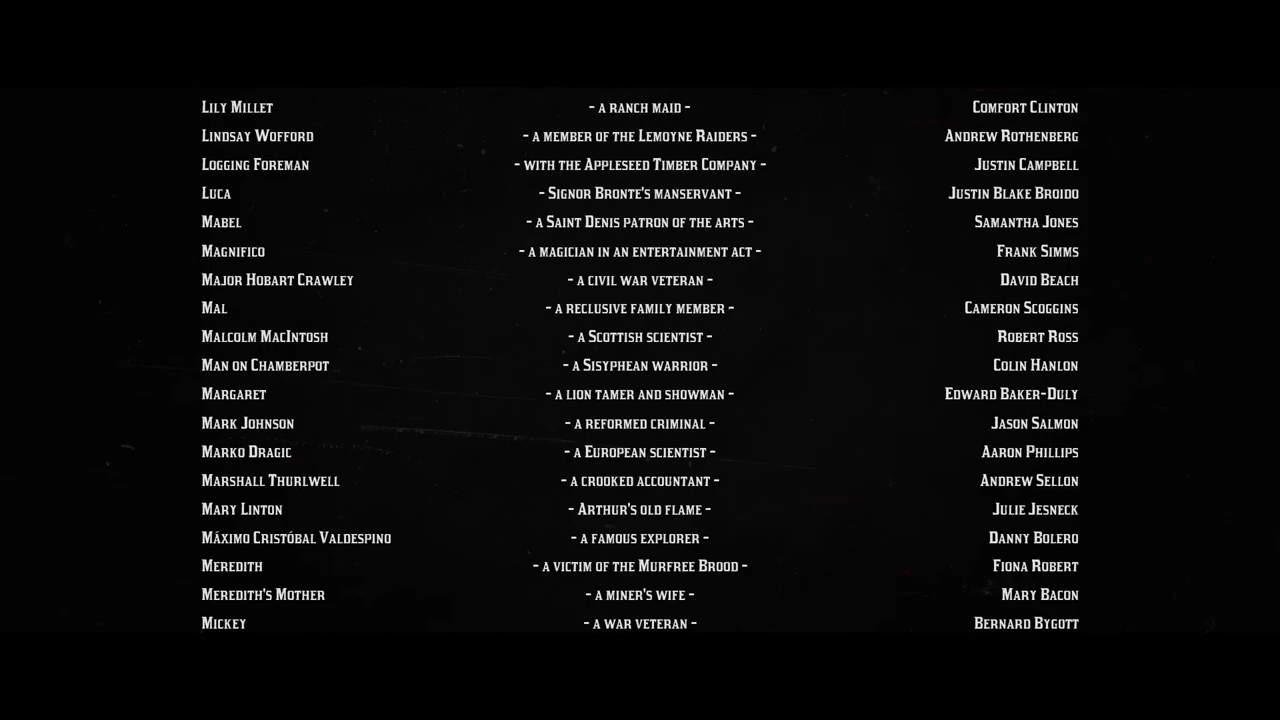 Lily Millet - a ranch maid - Comfort Clinton
Lindsay Wofford - a member of the Lemoyne Raiders - Andrew Rothenberg
Logging Foreman - with the Appleseed Timber Company - Justin Campbell
Luca - Signor Bronte's manservant - Justin Blake Broido
Mabel - a Saint Denis patron of the arts - Samantha Jones
Magnifico - a magician in an entertainment act - Frank Simms
Major Hobart Crawley - a civil war veteran - David Beach
Mal - a reclusive family member - Cameron Scoggins
Malcolm MacIntosh - a Scottish scientist - Robert Ross
Man on Chamberpot - a Sisyphean warrior - Colin Hanlon
Margaret - a lion tamer and showman - Edward Baker-Duly
Mark Johnson - a reformed criminal - Jason Salmon
Marko Dragic - a European scientist - Aaron Phillips
Marshall Thurlwell - a crooked accountant - Andrew Sellon
Mary Linton - Arthur's old flame - Julie Jesneck
Máximo Cristóbal Valdespino - a famous explorer - Danny Bolero
Meredith - a victim of the Murfree Brood - Fiona Robert
Meredith's Mother - a miner's wife - Mary Bacon
Mickey - a war veteran - Bernard Bygott